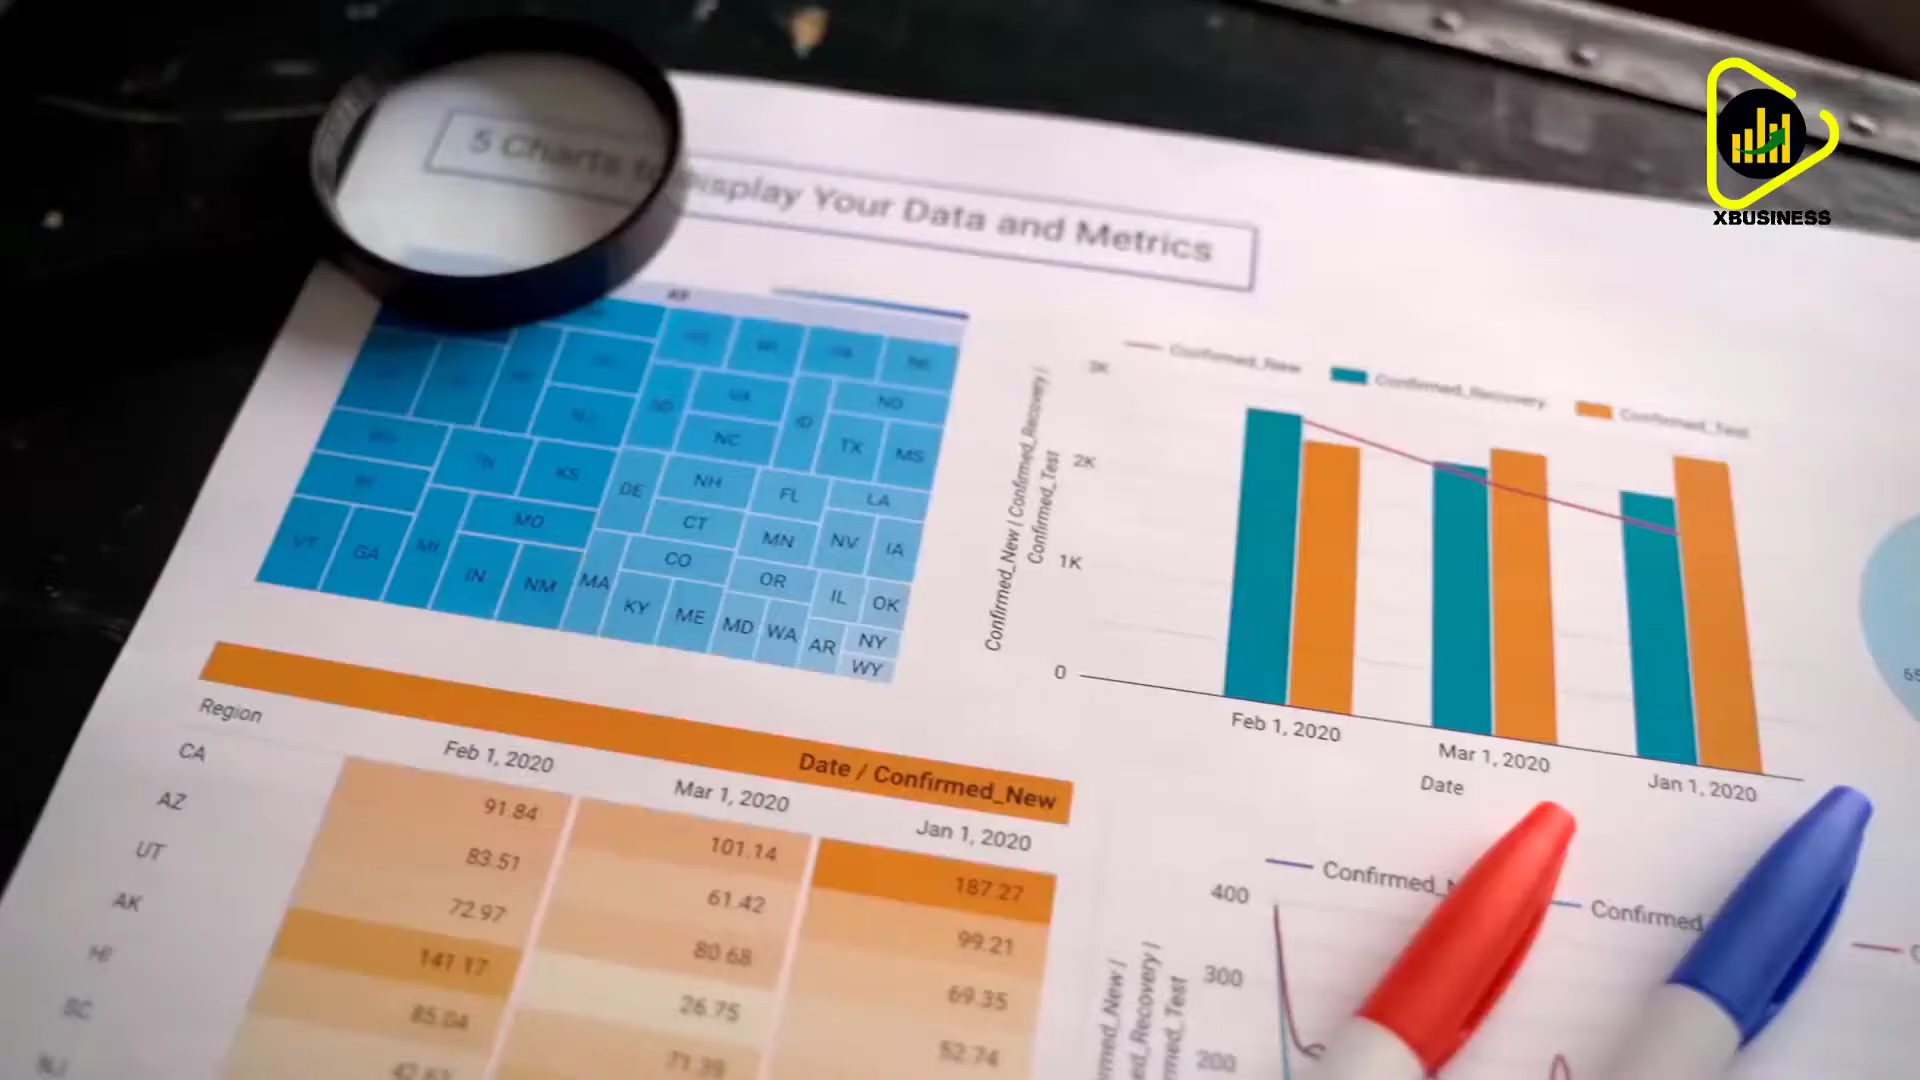 XBUSINESS
5 Charts to Display Your Data and Metrics
NC
TX
MS
KS
DE
NH
FL
LA
CT
MO
MN
NV
IA
VT
GA
MI
CO
OR
IN
NM
MA
IL
OK
KY
ME
MD
WA
AR
NY
WY
Confirmed_New
Confirmed_Recovery
Confirmed_Test
Confirmed_New | Confirmed_Recovery |
Confirmed_Test
2K
1K
0
Feb 1, 2020
Mar 1, 2020
Jan 1, 2020
Date
Date / Confirmed_New
Region
Feb 1, 2020
Mar 1, 2020
Jan 1, 2020
CA
91.84
101.14
187.27
AZ
83.51
61.42
99.21
UT
72.97
80.68
69.35
AK
141.17
26.75
52.74
HI
85.04
71.39
SC
NJ
Confirmed
400
300
200